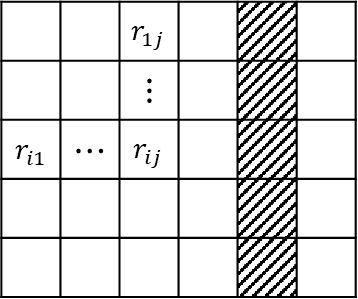 r₁ⱼ
⋮
rᵢ₁ ⋯ rᵢⱼ